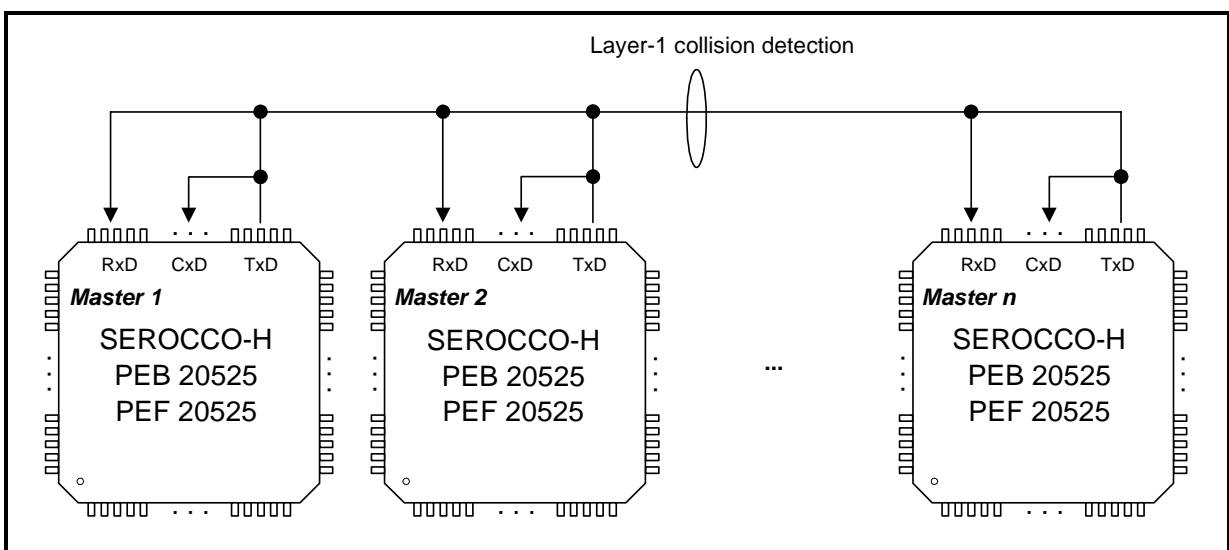 Layer-1 collision detection
RxD CxD TxD
Master 1
SEROCCO-H
PEB 20525
PEF 20525
RxD CxD TxD
Master 2
SEROCCO-H
PEB 20525
PEF 20525
...
RxD CxD TxD
Master n
SEROCCO-H
PEB 20525
PEF 20525